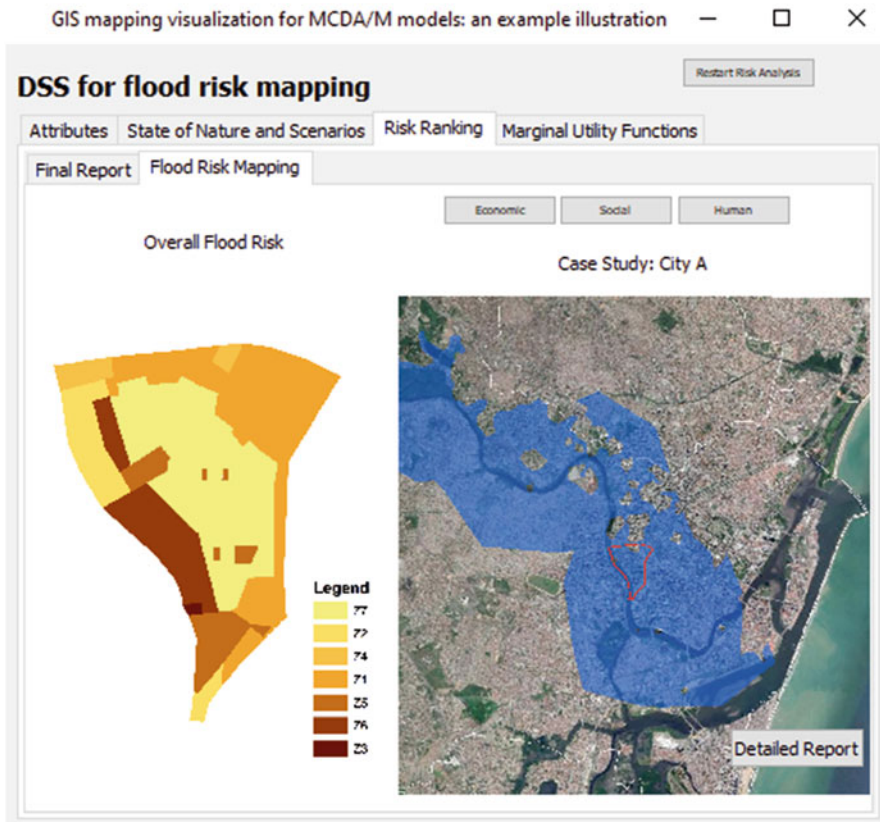 GIS mapping visualization for MCDA/M models: an example illustration
DSS for flood risk mapping
Restart Risk Analysis
Attributes State of Nature and Scenarios Risk Ranking Marginal Utility Functions
Final Report Flood Risk Mapping
Economic Social Human
Overall Flood Risk
Case Study: City A
Legend
Z7
Z2
Z4
Z1
Z5
Z6
Z3
Detailed Report